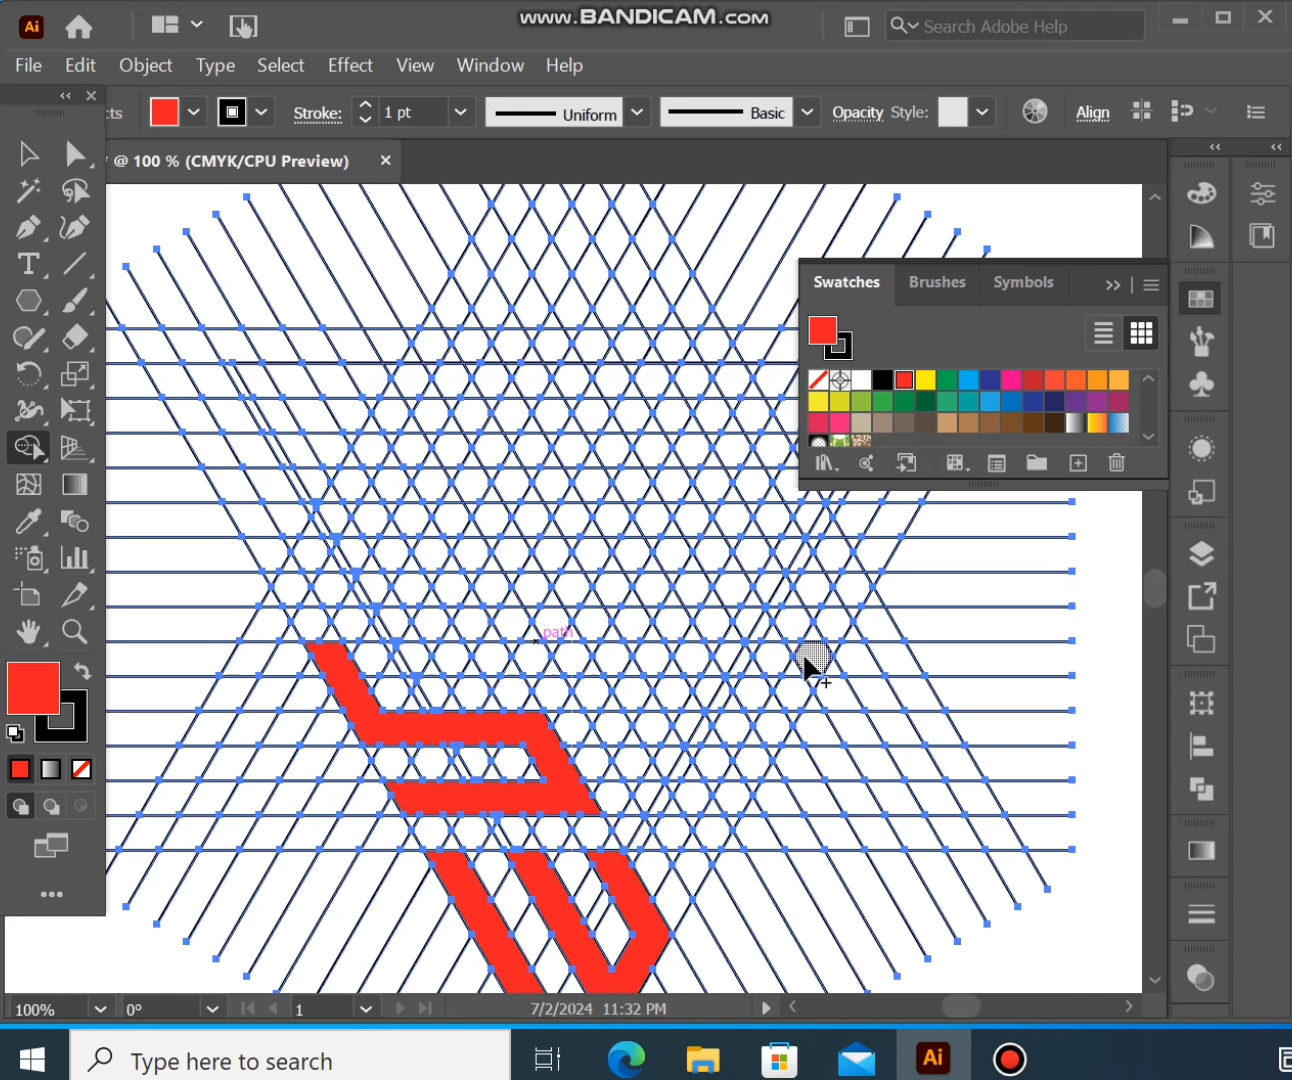 www.BANDICAM.com
Ai
Search Adobe Help
File Edit Object Type Select Effect View Window Help
cts
Stroke: 1 pt Uniform Basic Opacity Style: Align
@ 100 % (CMYK/CPU Preview)
Swatches Brushes Symbols
path
100% 0° 1 7/2/2024 11:32 PM
Type here to search
Ai